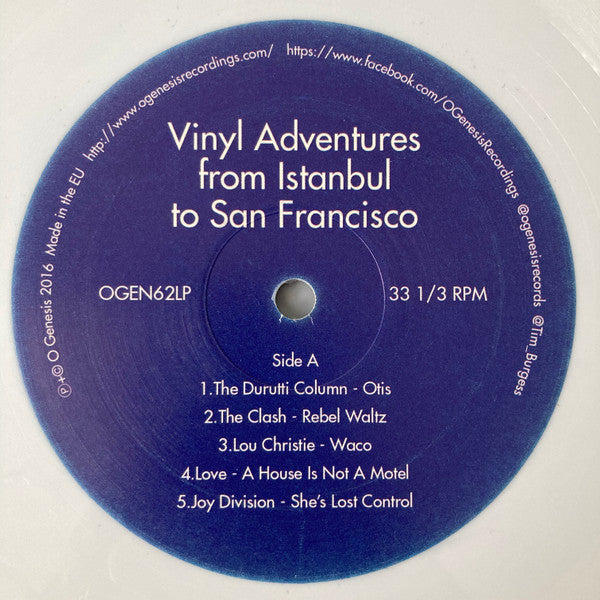 ℗+© O Genesis 2016 Made in the EU http://www.ogenesisrecordings.com/ https://www.facebook.com/OGenesisRecordings @ogenesisrecords @Tim_Burgess
Vinyl Adventures
from Istanbul
to San Francisco
OGEN62LP 33 1/3 RPM
Side A
1.The Durutti Column - Otis
2.The Clash - Rebel Waltz
3.Lou Christie - Waco
4.Love - A House Is Not A Motel
5.Joy Division - She's Lost Control